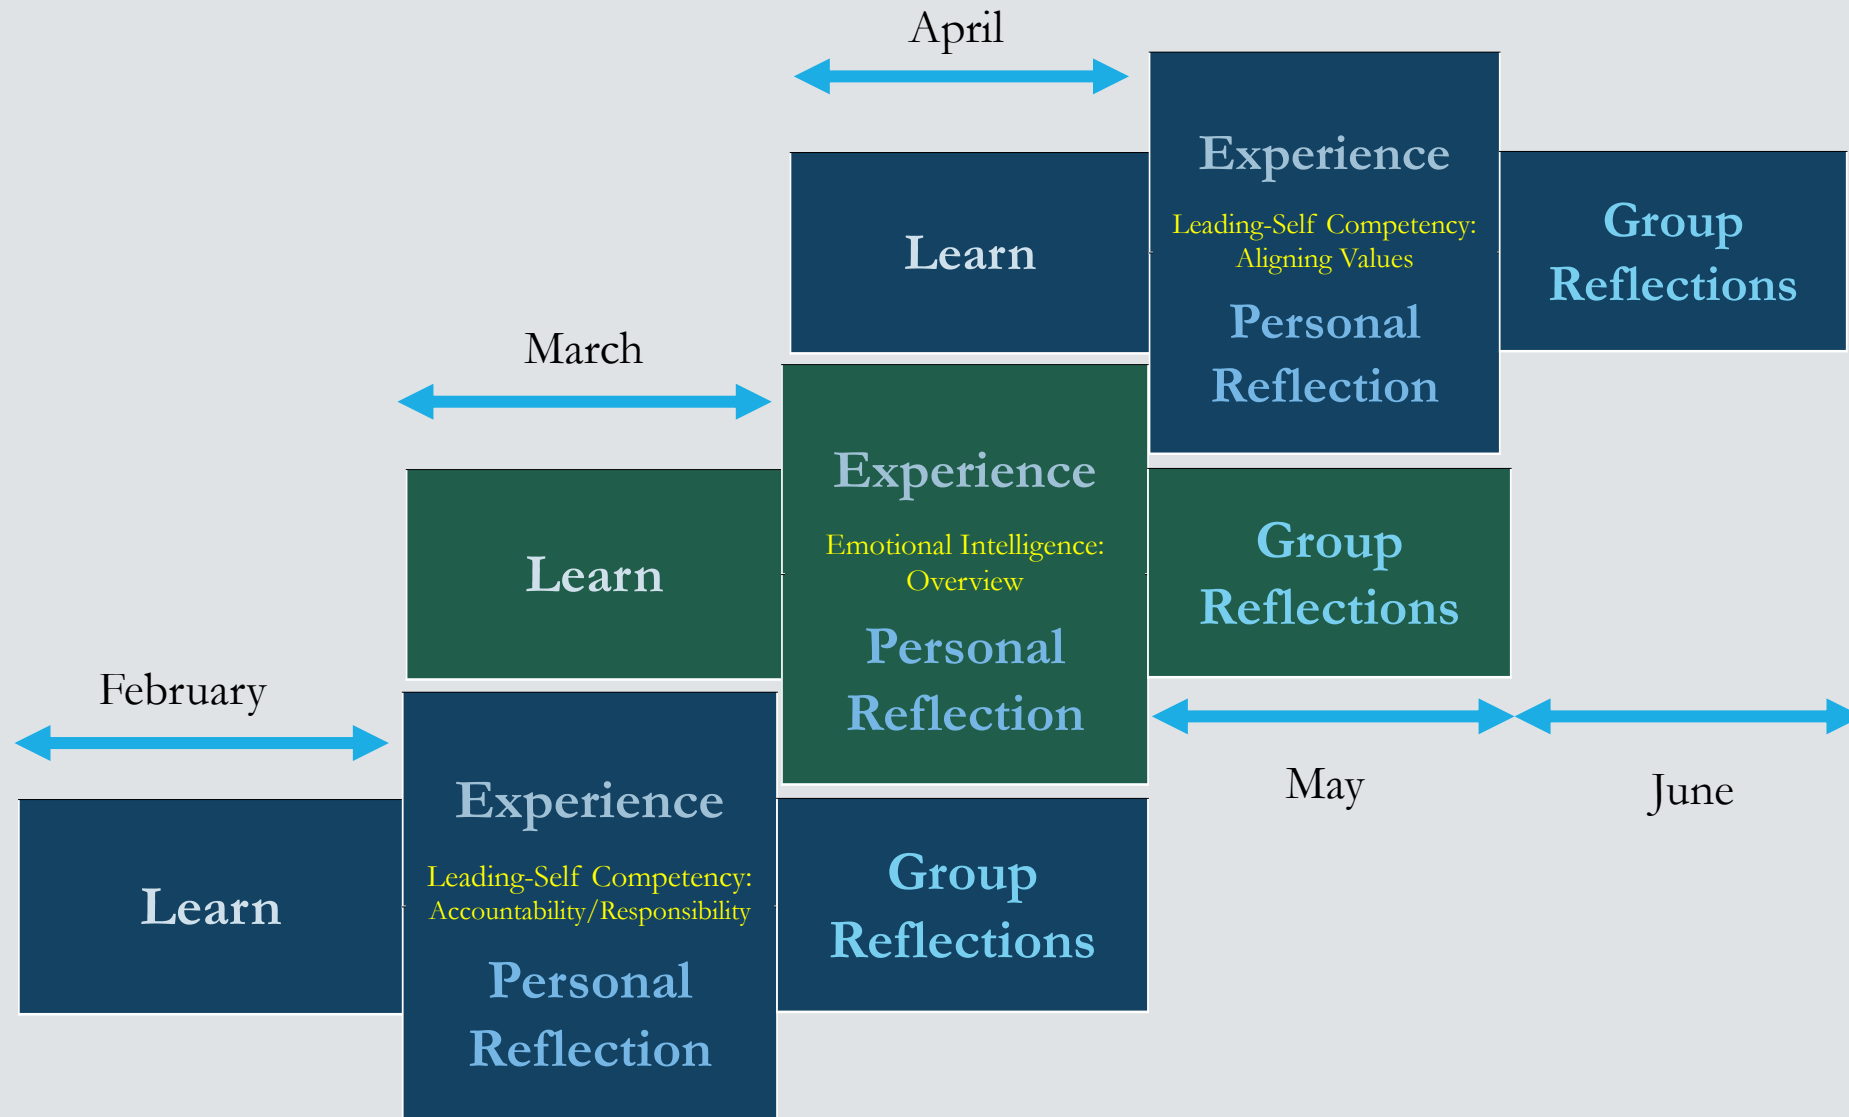 April
Experience
Leading-Self Competency:
Aligning Values
Personal
Reflection
Learn
Group
Reflections
March
Experience
Emotional Intelligence:
Overview
Personal
Reflection
Learn
Group
Reflections
February
May
June
Experience
Leading-Self Competency:
Accountability/Responsibility
Personal
Reflection
Learn
Group
Reflections